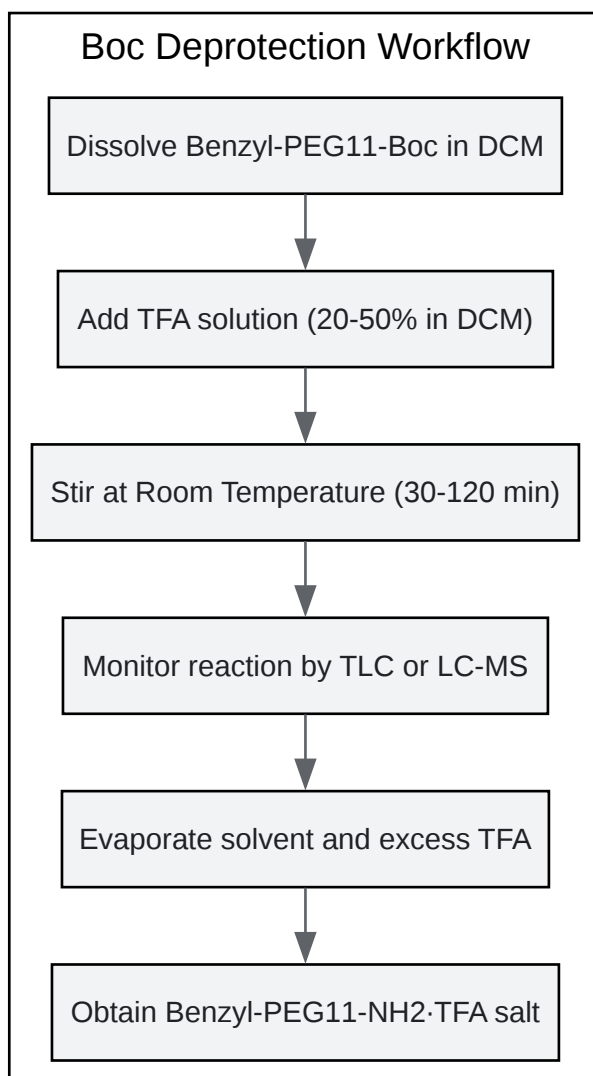 Boc Deprotection Workflow
Dissolve Benzyl-PEG11-Boc in DCM
Add TFA solution (20-50% in DCM)
Stir at Room Temperature (30-120 min)
Monitor reaction by TLC or LC-MS
Evaporate solvent and excess TFA
Obtain Benzyl-PEG11-NH2·TFA salt